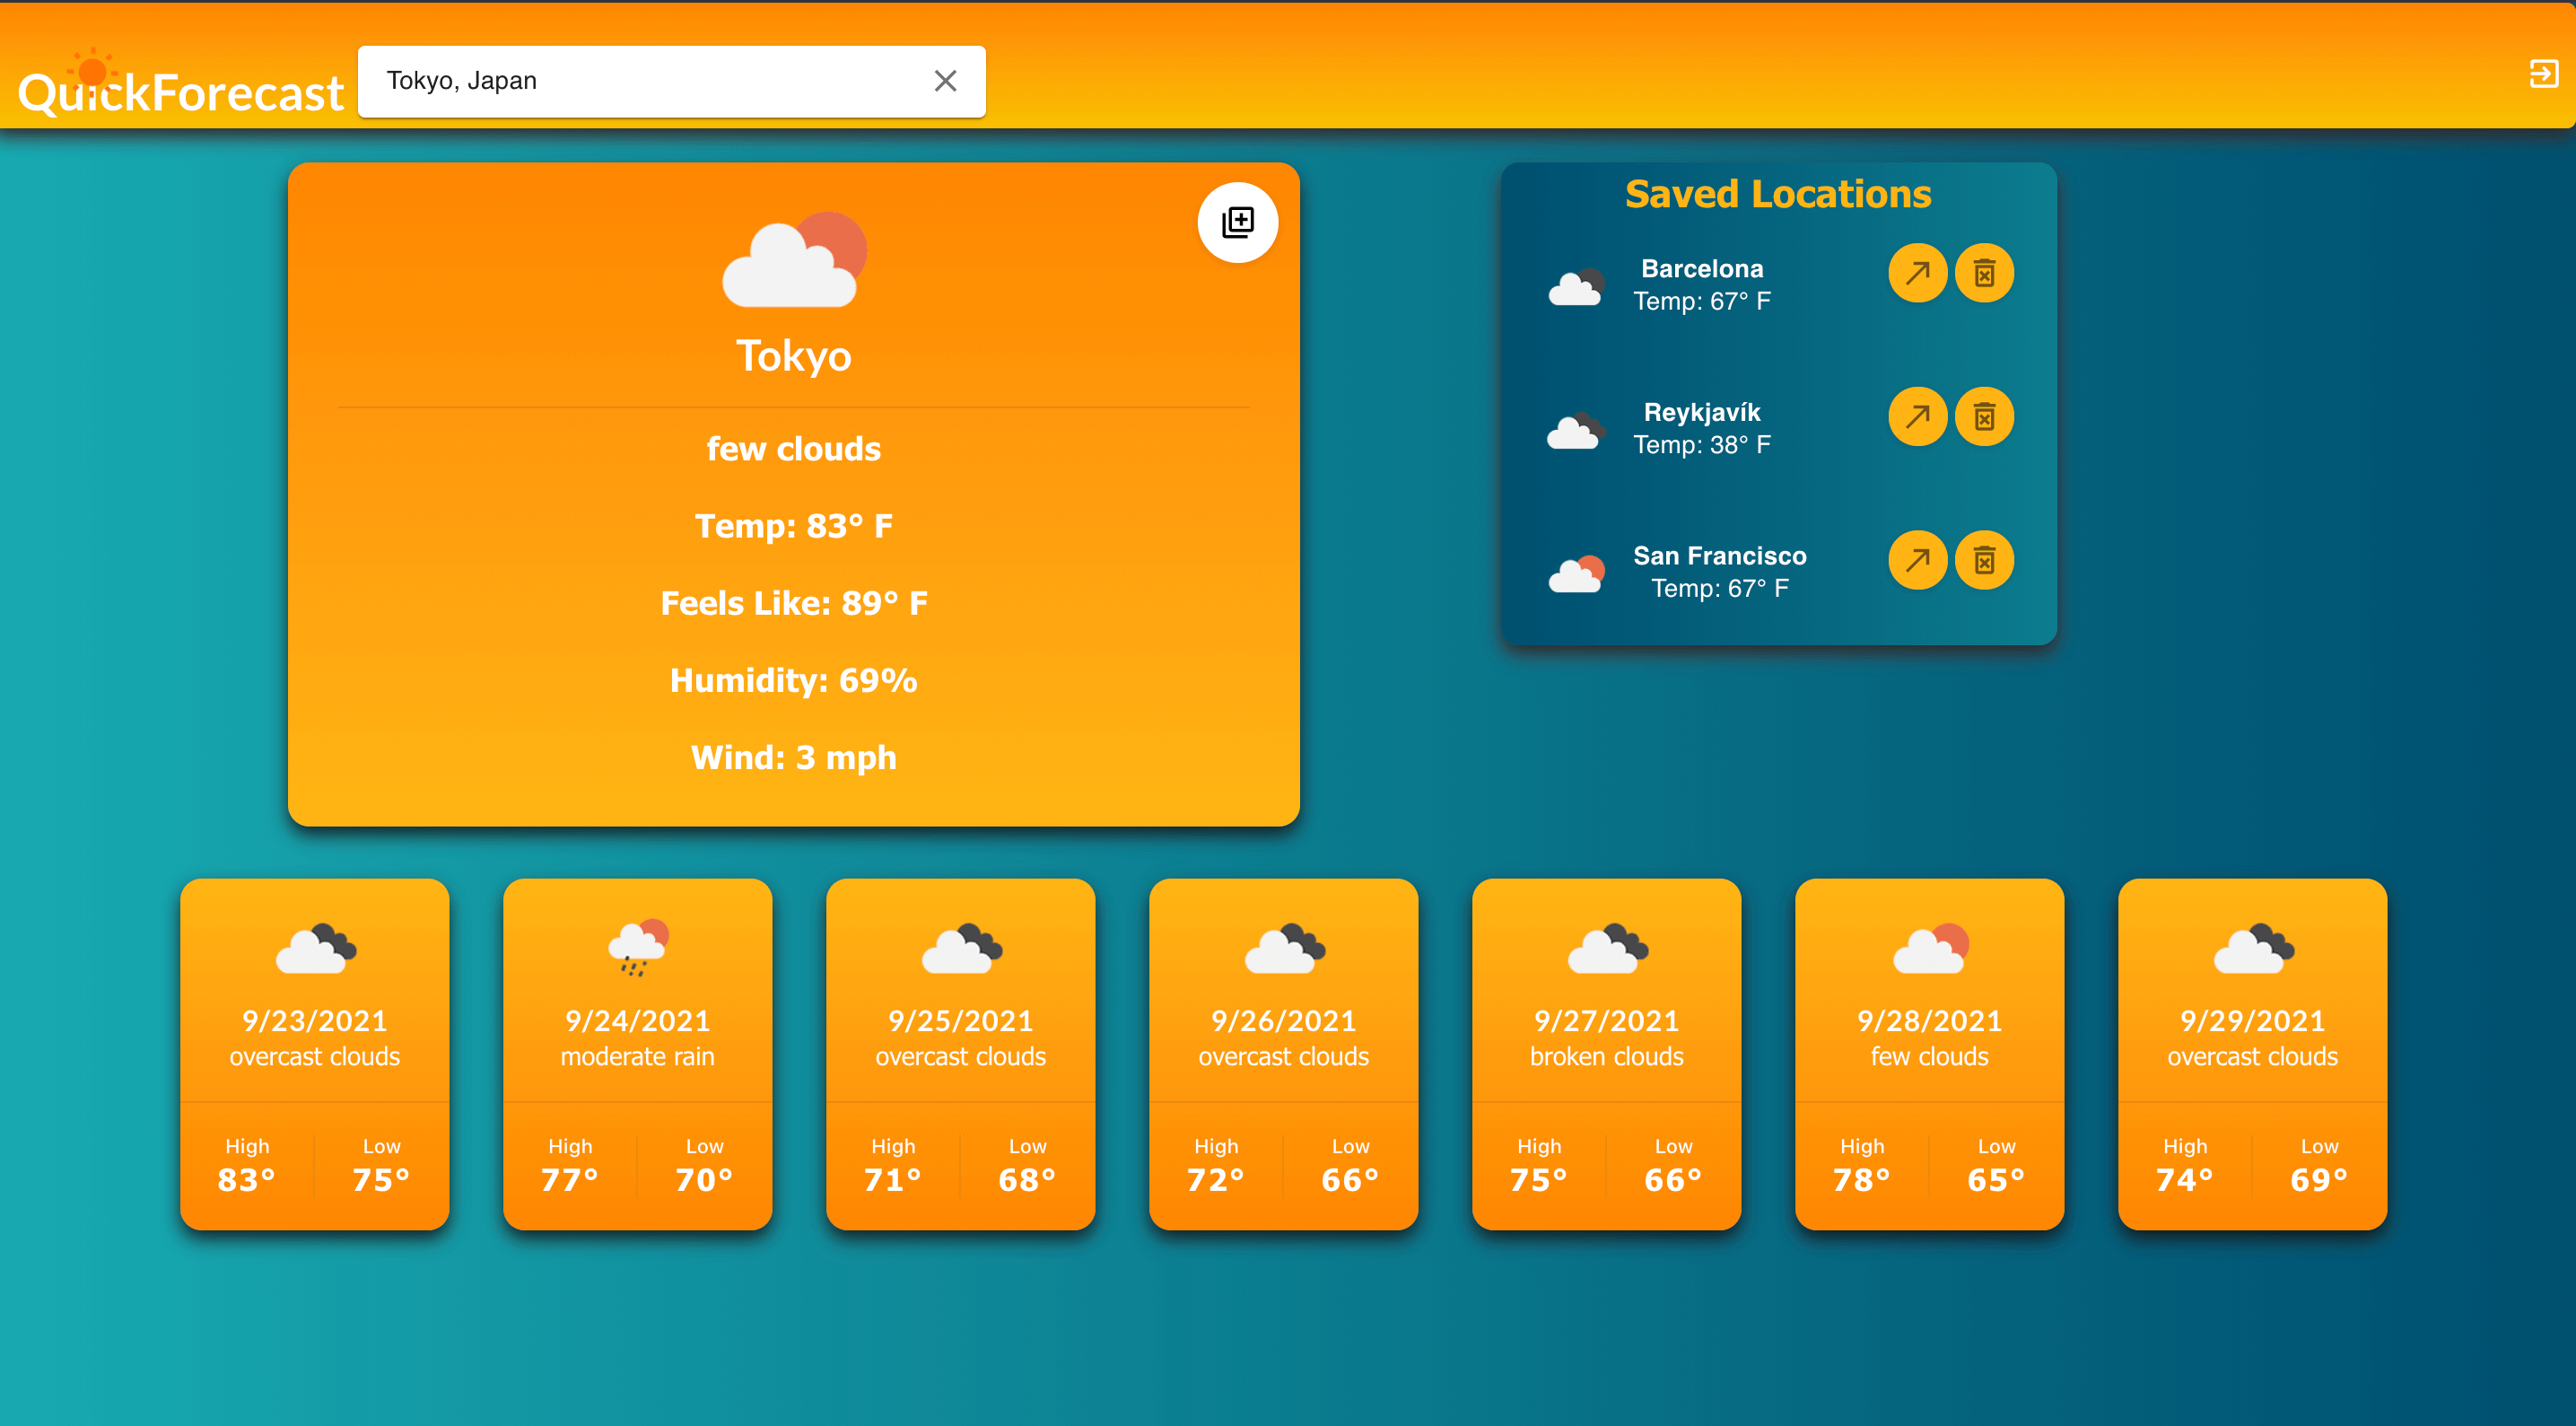 QuickForecast
Tokyo, Japan
Tokyo
few clouds
Temp: 83° F
Feels Like: 89° F
Humidity: 69%
Wind: 3 mph
Saved Locations
Barcelona
Temp: 67° F
Reykjavík
Temp: 38° F
San Francisco
Temp: 67° F
9/23/2021
overcast clouds
High Low
83° 75°
9/24/2021
moderate rain
High Low
77° 70°
9/25/2021
overcast clouds
High Low
71° 68°
9/26/2021
overcast clouds
High Low
72° 66°
9/27/2021
broken clouds
High Low
75° 66°
9/28/2021
few clouds
High Low
78° 65°
9/29/2021
overcast clouds
High Low
74° 69°